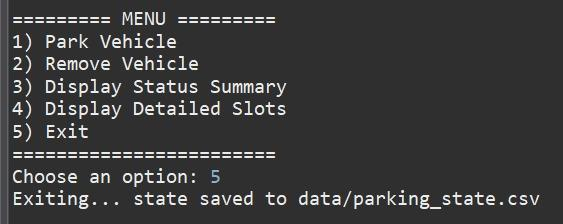 ========= MENU =========
1) Park Vehicle
2) Remove Vehicle
3) Display Status Summary
4) Display Detailed Slots
5) Exit
========================
Choose an option: 5
Exiting... state saved to data/parking_state.csv